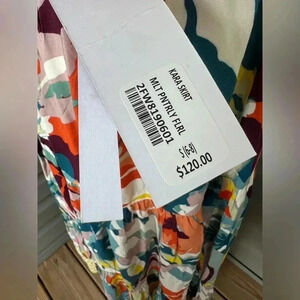 KARA SKIRT
MLT PNTRLY FLRL
2FW8190601
S (6-8)
$120.00